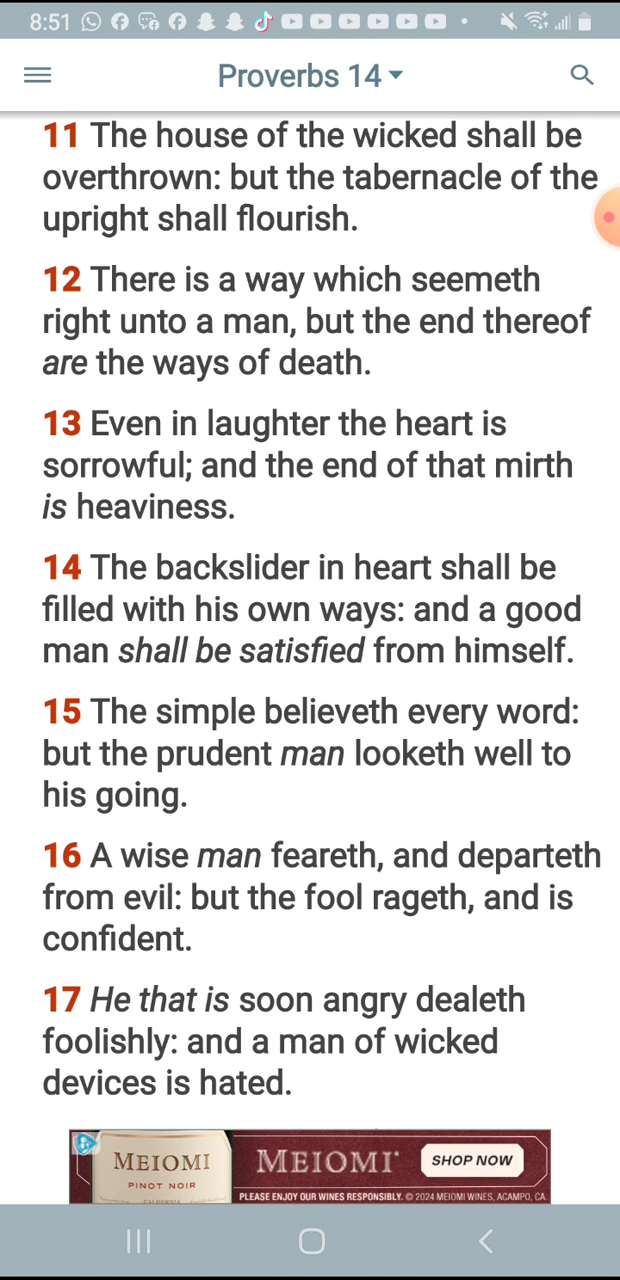 8:51
Proverbs 14
11 The house of the wicked shall be
overthrown: but the tabernacle of the
upright shall flourish.
12 There is a way which seemeth
right unto a man, but the end thereof
are the ways of death.
13 Even in laughter the heart is
sorrowful; and the end of that mirth
is heaviness.
14 The backslider in heart shall be
filled with his own ways: and a good
man shall be satisfied from himself.
15 The simple believeth every word:
but the prudent man looketh well to
his going.
16 A wise man feareth, and departeth
from evil: but the fool rageth, and is
confident.
17 He that is soon angry dealeth
foolishly: and a man of wicked
devices is hated.
MEIOMI
PINOT NOIR
CALIFORNIA
MEIOMI
SHOP NOW
PLEASE ENJOY OUR WINES RESPONSIBLY. © 2024 MEIOMI WINES, ACAMPO, CA.